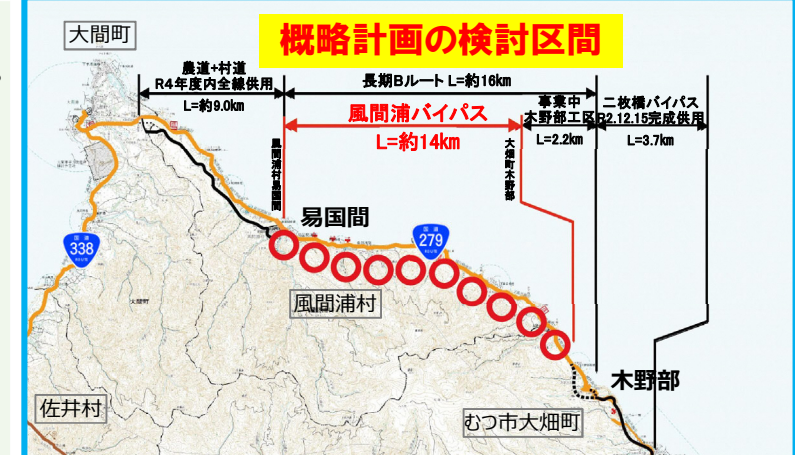 概略計画の検討区間
大間町
農道+村道
R4年度内全線供用
L=約9.0km
長期Bルート L=約16km
風間浦バイパス
L=約14km
事業中
木野部工区
L=2.2km
二枚橋バイパス
R2.12.15完成供用
L=3.7km
風間浦村易国間
大畑町木野部
易国間
国道
279
ROUTE
国道
338
ROUTE
風間浦村
大間町
佐井村
木野部
むつ市大畑町